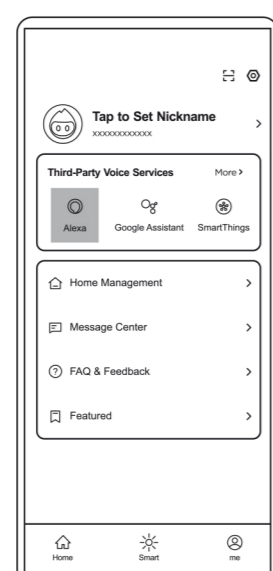 Tap to Set Nickname
xxxxxxxxxxxx
Third-Party Voice Services More
Alexa Google Assistant SmartThings
Home Management
Message Center
FAQ & Feedback
Featured
Home Smart me